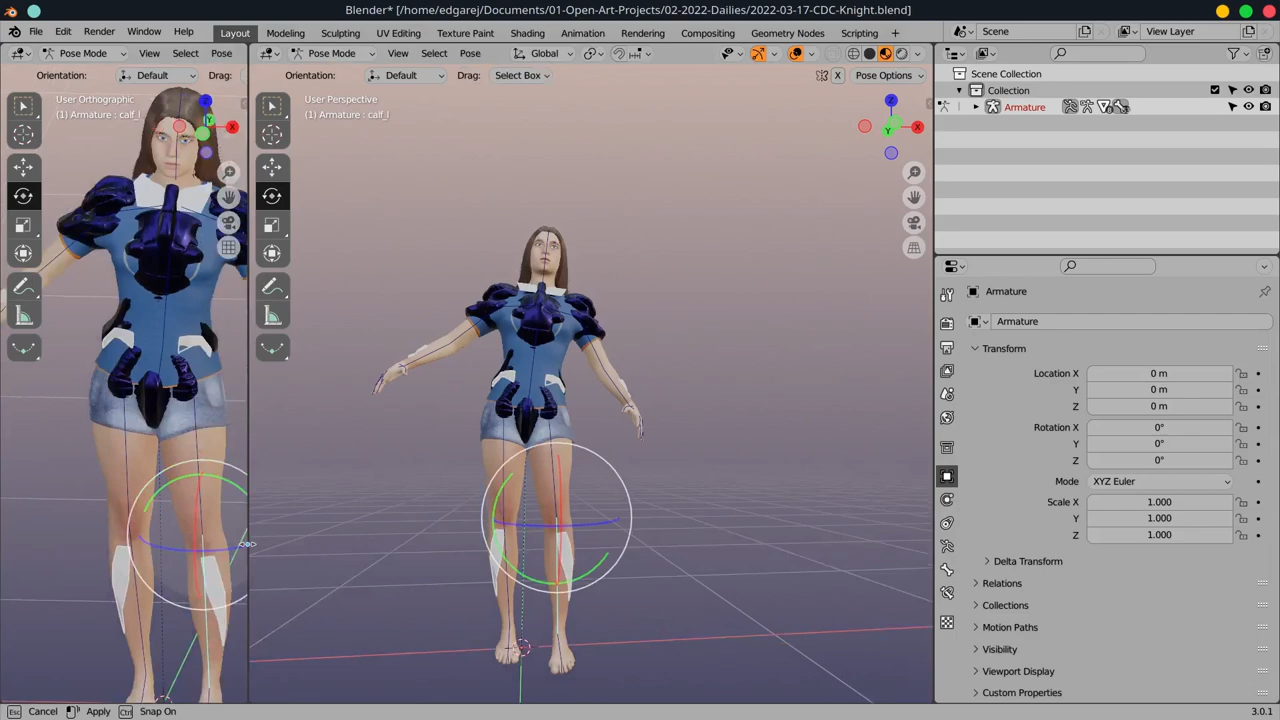 Blender* [/home/edgarej/Documents/01-Open-Art-Projects/02-2022-Dailies/2022-03-17-CDC-Knight.blend]
File Edit Render Window Help Layout Modeling Sculpting UV Editing Texture Paint Shading Animation Rendering Compositing Geometry Nodes Scripting Scene View Layer
Pose Mode View Select Pose
Orientation: Default Drag:
User Orthographic
(1) Armature : calf_l
Pose Mode View Select Pose Global
Orientation: Default Drag: Select Box X Pose Options
User Perspective
(1) Armature : calf_l
Z
Y
X
Z
Y
X
Scene Collection
Collection
Armature
Armature
Armature
Transform
Location X 0 m
Y 0 m
Z 0 m
Rotation X 0°
Y 0°
Z 0°
Mode XYZ Euler
Scale X 1.000
Y 1.000
Z 1.000
Delta Transform
Relations
Collections
Motion Paths
Visibility
Viewport Display
Custom Properties
Esc Cancel Apply Ctrl Snap On 3.0.1